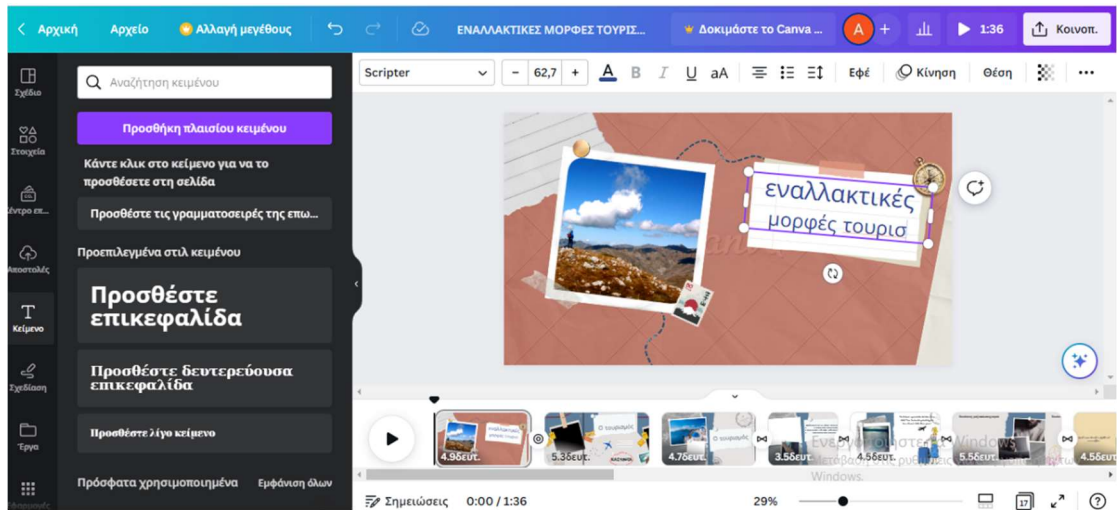 Αρχική Αρχείο Αλλαγή μεγέθους ΕΝΑΛΛΑΚΤΙΚΕΣ ΜΟΡΦΕΣ ΤΟΥΡΙΣ... Δοκιμάστε το Canva ... A + 1:36 Κοινοπ.
Σχέδιο
Στοιχεία
Αποστολές
Κείμενο
Σχεδίαση
Έργα
Αναζήτηση κειμένου
Προσθήκη πλαισίου κειμένου
Κάντε κλικ στο κείμενο για να το
προσθέσετε στη σελίδα
Προσθέστε τις γραμματοσειρές της επω...
Προεπιλεγμένα στιλ κειμένου
Προσθέστε
επικεφαλίδα
Προσθέστε δευτερεύουσα
επικεφαλίδα
Προσθέστε λίγο κείμενο
Πρόσφατα χρησιμοποιημένα Εμφάνιση όλων
Scripter - 62,7 + A B I U aA Εφέ Κίνηση Θέση
εναλλακτικές
μορφές τουρισ
εναλλακτικές
Ο τουρισμός
4.9δευτ. 5.3δευτ. 4.7δευτ. 3.5δευτ. 4.5δευτ. 5.5δευτ. 4.5δευτ
Windows.
Σημειώσεις 0:00 / 1:36 29% 17